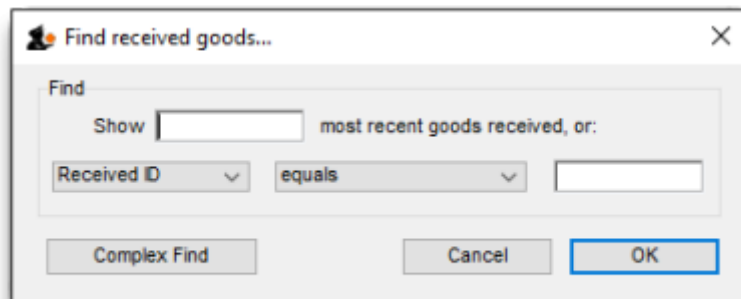 Find received goods...
Find
Show most recent goods received, or:
Received ID equals
Complex Find Cancel OK